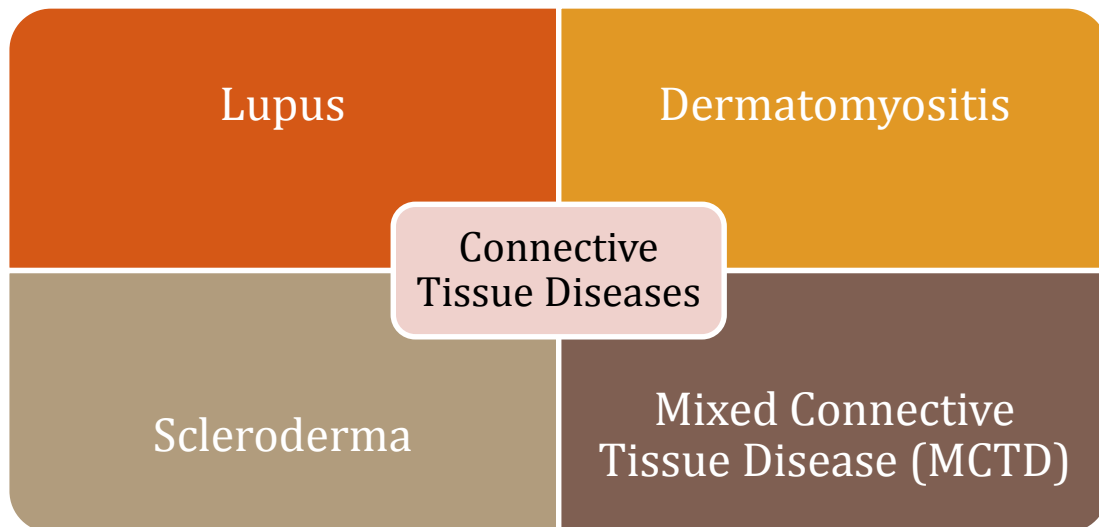 Lupus
Dermatomyositis
Connective
Tissue Diseases
Scleroderma
Mixed Connective
Tissue Disease (MCTD)